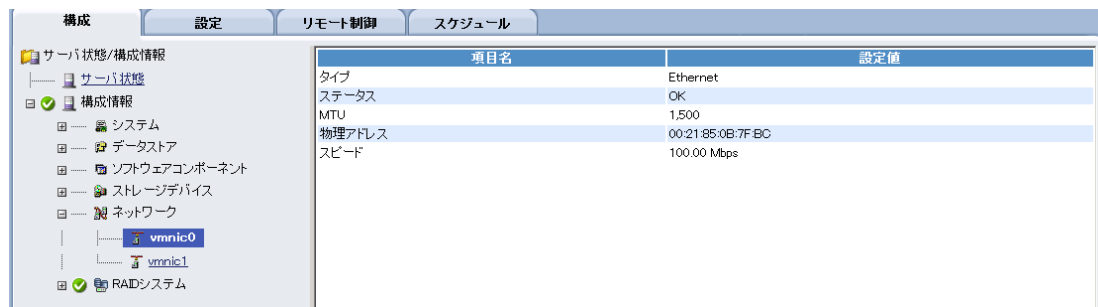 構成 設定 リモート制御 スケジュール
サーバ状態/構成情報
サーバ状態
構成情報
システム
データストア
ソフトウェアコンポーネント
ストレージデバイス
ネットワーク
vmnic0
vmnic1
RAIDシステム
項目名 設定値
タイプ Ethernet
ステータス OK
MTU 1,500
物理アドレス 00:21:85:0B:7F:BC
スピード 100.00 Mbps